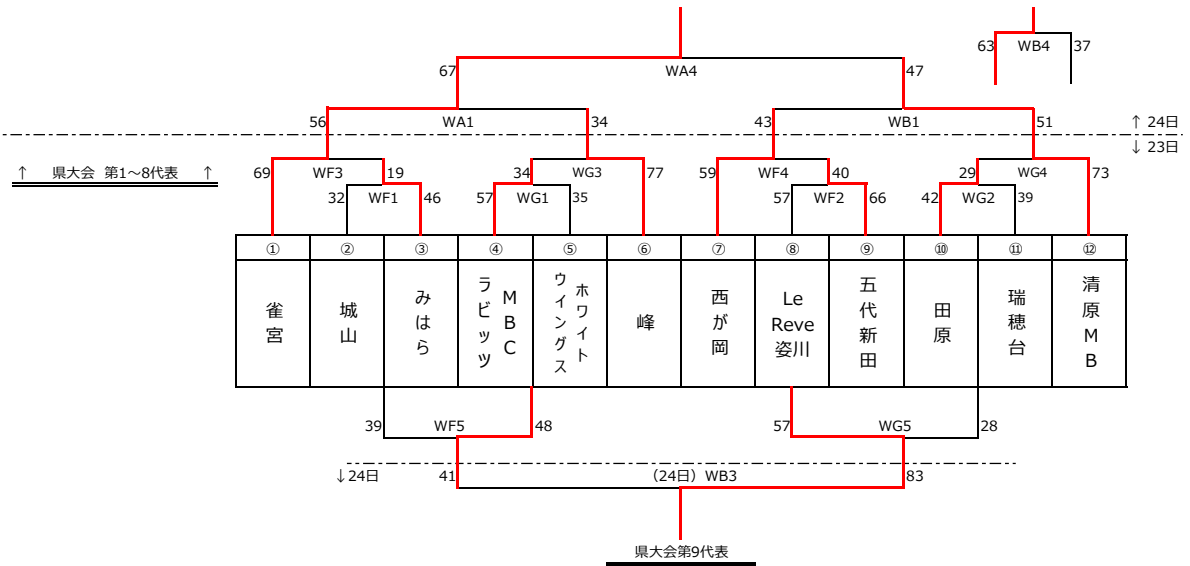 63 WB4 37
67 WA4 47
56 WA1 34 43 WB1 51 ↑ 24日
↓ 23日
↑ 県大会 第1~8代表 ↑ 69 WF3 19 34 WG3 77 59 WF4 40 29 WG4 73
32 WF1 46 57 WG1 35 57 WF2 66 42 WG2 39
① ② ③ ④ ⑤ ⑥ ⑦ ⑧ ⑨ ⑩ ⑪ ⑫
雀宮
城山
みはら
MBC
ラビッツ
ホワイト
ウイングス
峰
西が岡
Le
Reve
姿川
五代新田
田原
瑞穂台
清原MB
39 WF5 48 57 WG5 28
↓24日 41 (24日) WB3 83
県大会第9代表